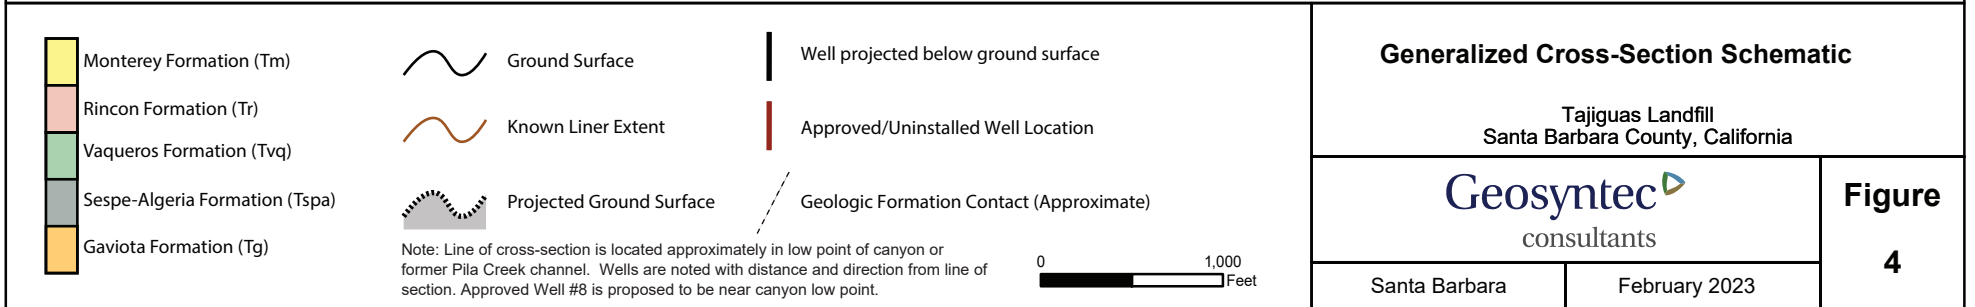 Monterey Formation (Tm)
Rincon Formation (Tr)
Vaqueros Formation (Tvq)
Sespe-Algeria Formation (Tspa)
Gaviota Formation (Tg)
Ground Surface
Known Liner Extent
Projected Ground Surface
Well projected below ground surface
Approved/Uninstalled Well Location
Geologic Formation Contact (Approximate)
Note: Line of cross-section is located approximately in low point of canyon or
former Pila Creek channel. Wells are noted with distance and direction from line of
section. Approved Well #8 is proposed to be near canyon low point.
0 1,000
Feet
Generalized Cross-Section Schematic
Tajiguas Landfill
Santa Barbara County, California
Geosyntec
consultants
Santa Barbara
February 2023
Figure
4